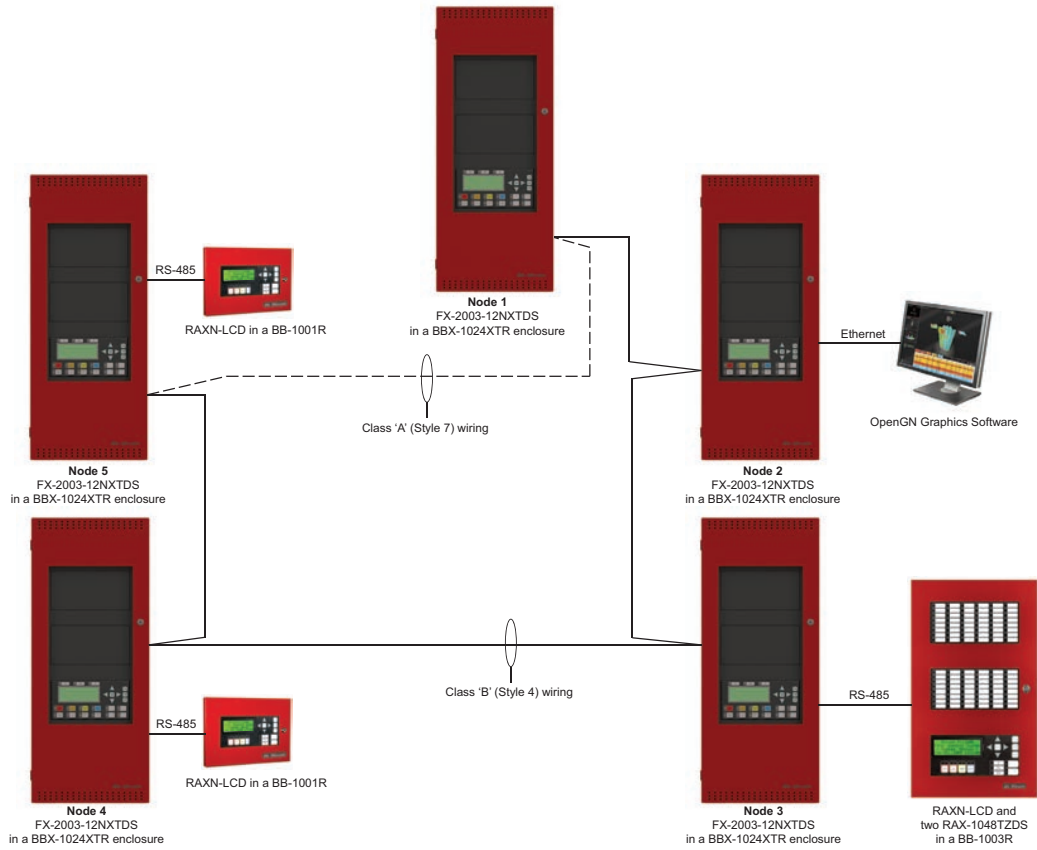 Node 1
FX-2003-12NXTDS
in a BBX-1024XTR enclosure
RS-485
RAXN-LCD in a BB-1001R
Ethernet
OpenGN Graphics Software
Class ‘A’ (Style 7) wiring
Node 5
FX-2003-12NXTDS
in a BBX-1024XTR enclosure
Node 2
FX-2003-12NXTDS
in a BBX-1024XTR enclosure
Class ‘B’ (Style 4) wiring
RS-485
RAXN-LCD in a BB-1001R
RS-485
Node 4
FX-2003-12NXTDS
in a BBX-1024XTR enclosure
Node 3
FX-2003-12NXTDS
in a BBX-1024XTR enclosure
RAXN-LCD and
two RAX-1048TZDS
in a BB-1003R